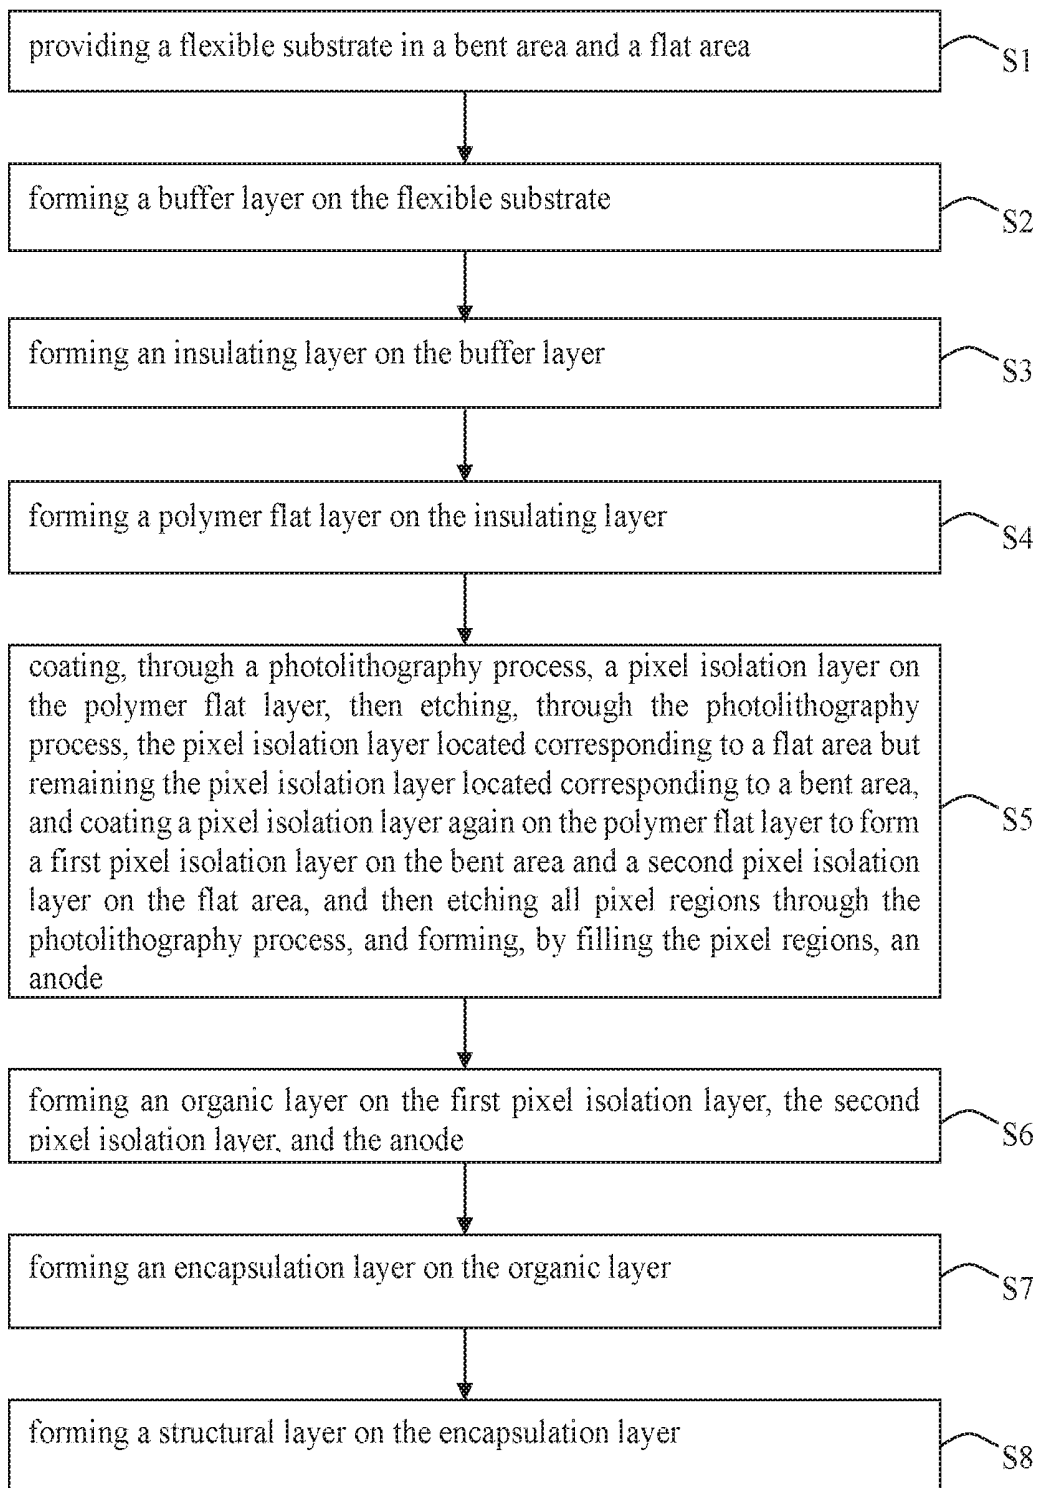 providing a flexible substrate in a bent area and a flat area
S1
forming a buffer layer on the flexible substrate
S2
forming an insulating layer on the buffer layer
S3
forming a polymer flat layer on the insulating layer
S4
coating, through a photolithography process, a pixel isolation layer on
the polymer flat layer, then etching, through the photolithography
process, the pixel isolation layer located corresponding to a flat area but
remaining the pixel isolation layer located corresponding to a bent area,
and coating a pixel isolation layer again on the polymer flat layer to form
a first pixel isolation layer on the bent area and a second pixel isolation
layer on the flat area, and then etching all pixel regions through the
photolithography process, and forming, by filling the pixel regions, an
anode
S5
forming an organic layer on the first pixel isolation layer, the second
pixel isolation layer, and the anode
S6
forming an encapsulation layer on the organic layer
S7
forming a structural layer on the encapsulation layer
S8